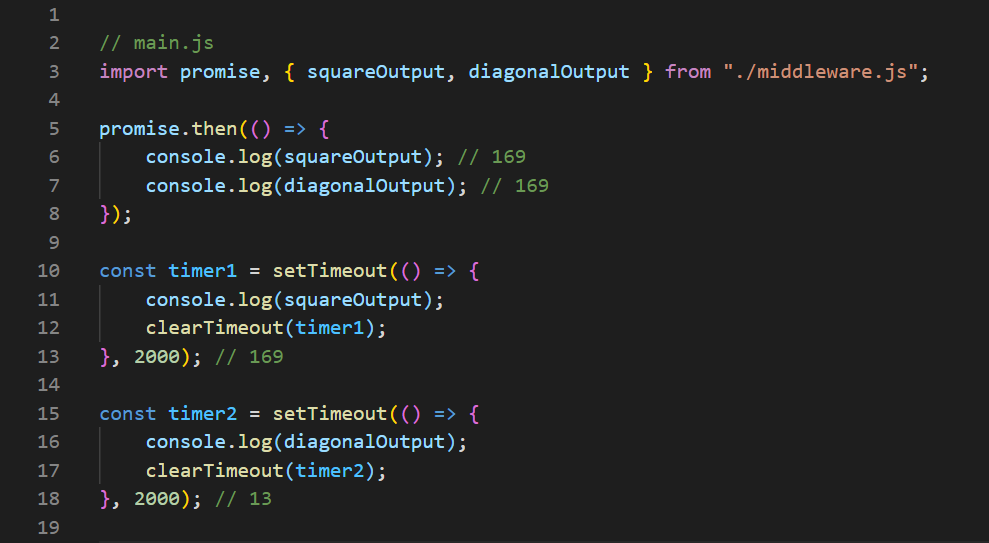 1
2 // main.js
3 import promise, { squareOutput, diagonalOutput } from "./middleware.js";
4
5 promise.then(() => {
6     console.log(squareOutput); // 169
7     console.log(diagonalOutput); // 169
8 });
9
10 const timer1 = setTimeout(() => {
11     console.log(squareOutput);
12     clearTimeout(timer1);
13 }, 2000); // 169
14
15 const timer2 = setTimeout(() => {
16     console.log(diagonalOutput);
17     clearTimeout(timer2);
18 }, 2000); // 13
19